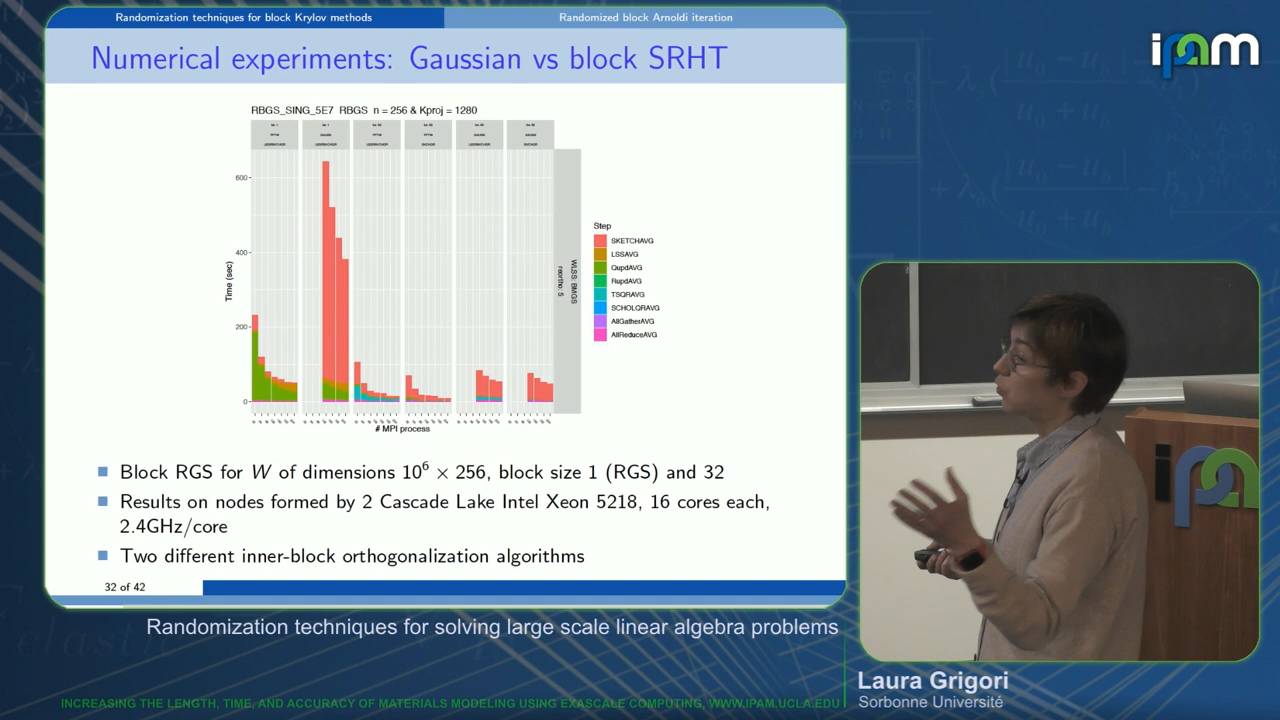 Randomization techniques for block Krylov methods
Randomized block Arnoldi iteration
Numerical experiments: Gaussian vs block SRHT
RBGS_SING_5E7 RBGS n = 256 & Kproj = 1280
600
400
200
0
Time (sec)
# MPI process
WLSS: BMGS
Step
SKETCHAVG
LSSAVG
QupdAVG
RupdAVG
TSQRAVG
SCHOLQRAVG
AllGatherAVG
AllReduceAVG
Block RGS for W of dimensions 10⁶ × 256, block size 1 (RGS) and 32
Results on nodes formed by 2 Cascade Lake Intel Xeon 5218, 16 cores each,
2.4GHz/core
Two different inner-block orthogonalization algorithms
32 of 42
ipam
Randomization techniques for solving large scale linear algebra problems
Laura Grigori
Sorbonne Université
INCREASING THE LENGTH, TIME, AND ACCURACY OF MATERIALS MODELING USING EXASCALE COMPUTING, WWW.IPAM.UCLA.EDU